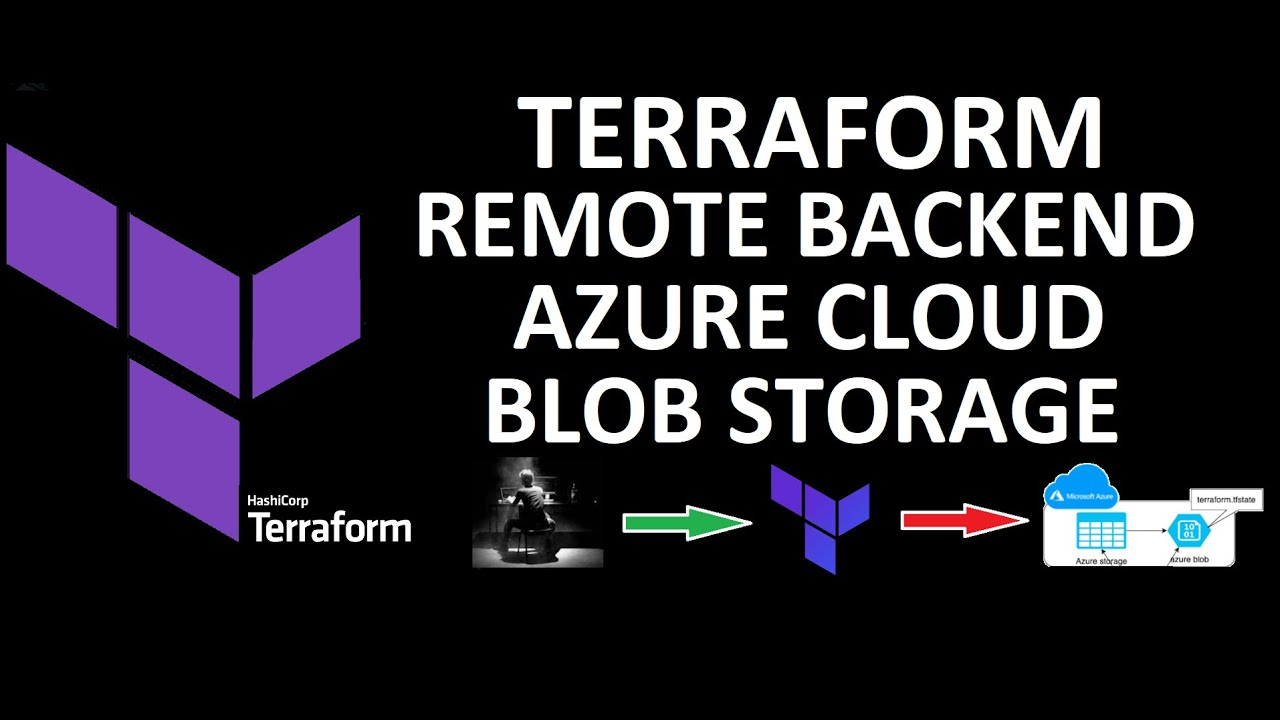 TERRAFORM
REMOTE BACKEND
AZURE CLOUD
BLOB STORAGE
HashiCorp
Terraform
Microsoft Azure
terraform.tfstate
10
01
Azure storage
azure blob